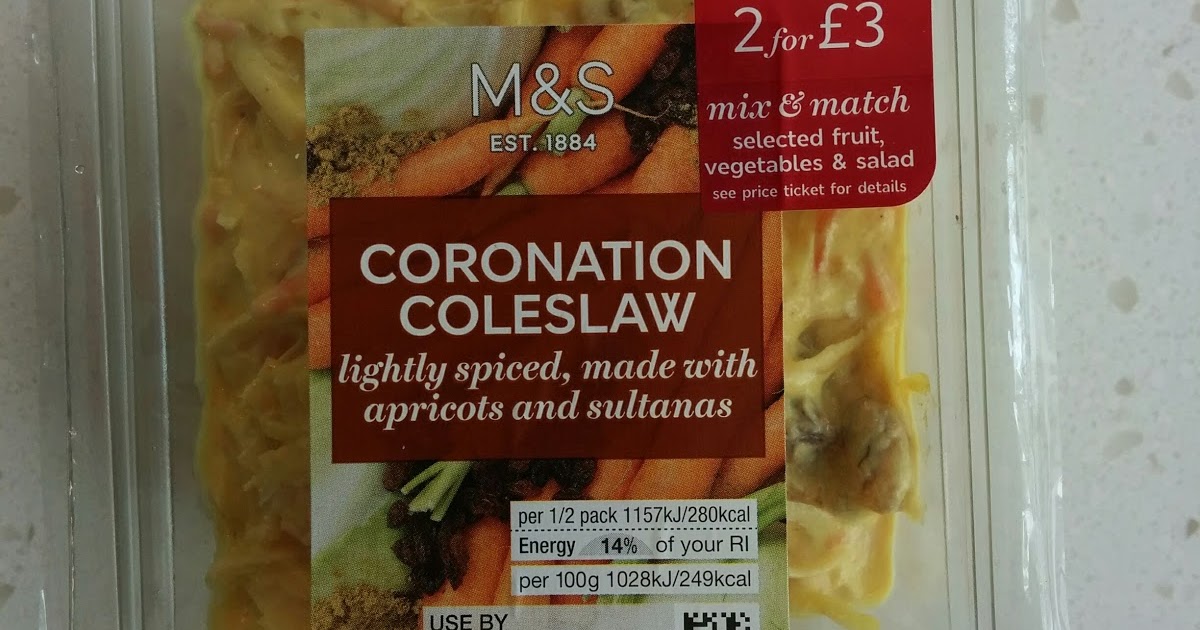 M&S
EST. 1884
2 for £3
mix & match
selected fruit,
vegetables & salad
see price ticket for details
CORONATION
COLESLAW
lightly spiced, made with
apricots and sultanas
per 1/2 pack 1157kJ/280kcal
Energy 14% of your RI
per 100g 1028kJ/249kcal
USE BY